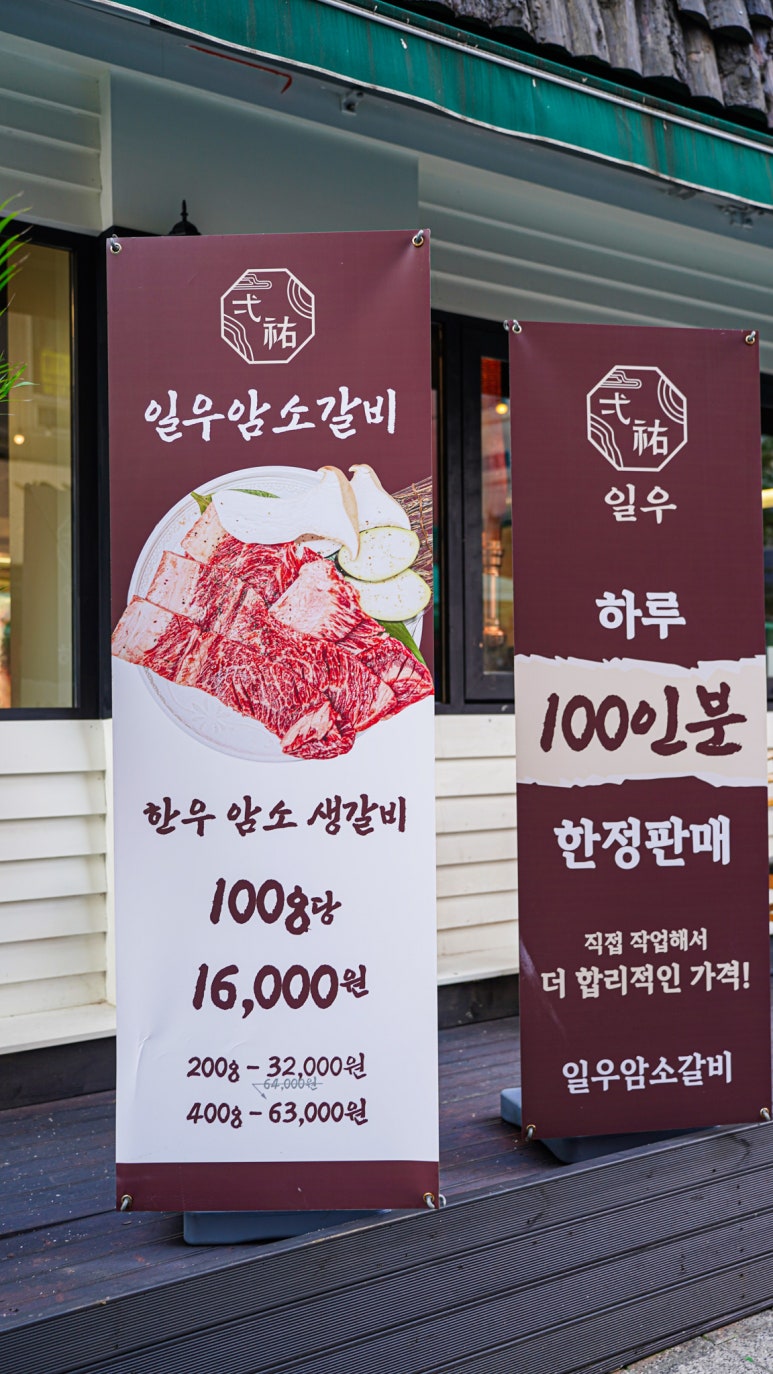 弌祐
일우암소갈비
한우 암소 생갈비
100g당
16,000원
200g - 32,000원
64,000원
400g - 63,000원
弌祐
일우
하루
100인분
한정판매
직접 작업해서
더 합리적인 가격!
일우암소갈비